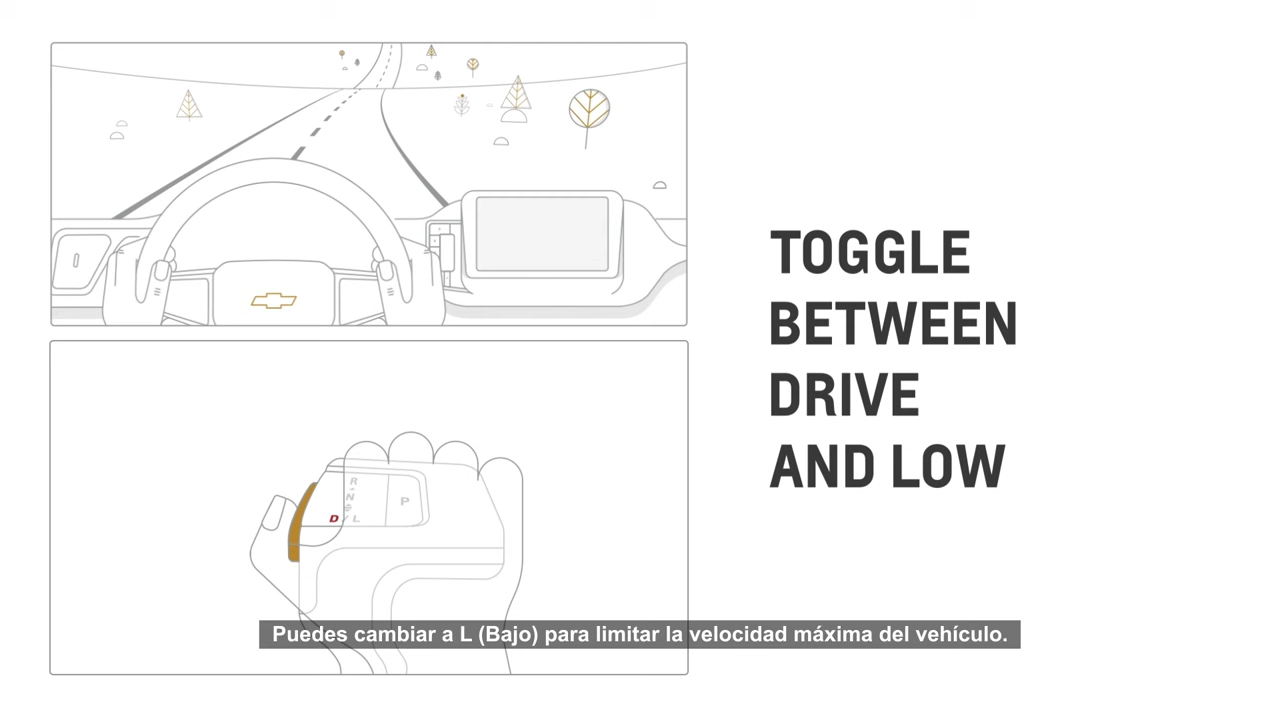 TOGGLE
BETWEEN
DRIVE
AND LOW
R
N
D / L
P
Puedes cambiar a L (Bajo) para limitar la velocidad máxima del vehículo.